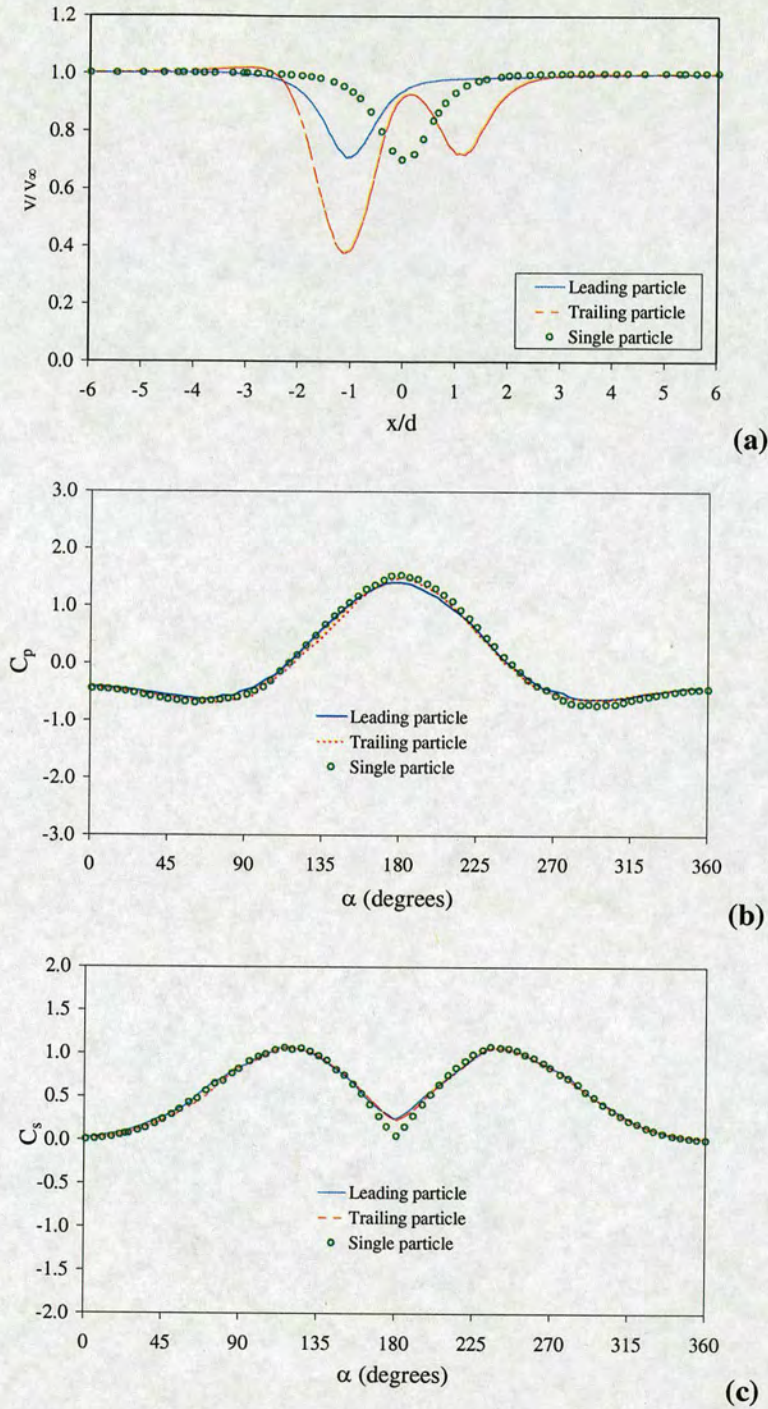 1.2
1.0
0.8
0.6
0.4
0.2
0.0
v/v∞
-6 -5 -4 -3 -2 -1 0 1 2 3 4 5 6
x/d
Leading particle
Trailing particle
Single particle
(a)
3.0
2.0
1.0
0.0
-1.0
-2.0
-3.0
Cp
Leading particle
Trailing particle
Single particle
0 45 90 135 180 225 270 315 360
α (degrees)
(b)
2.0
1.5
1.0
0.5
0.0
-0.5
-1.0
-1.5
-2.0
Cs
Leading particle
Trailing particle
Single particle
0 45 90 135 180 225 270 315 360
α (degrees)
(c)